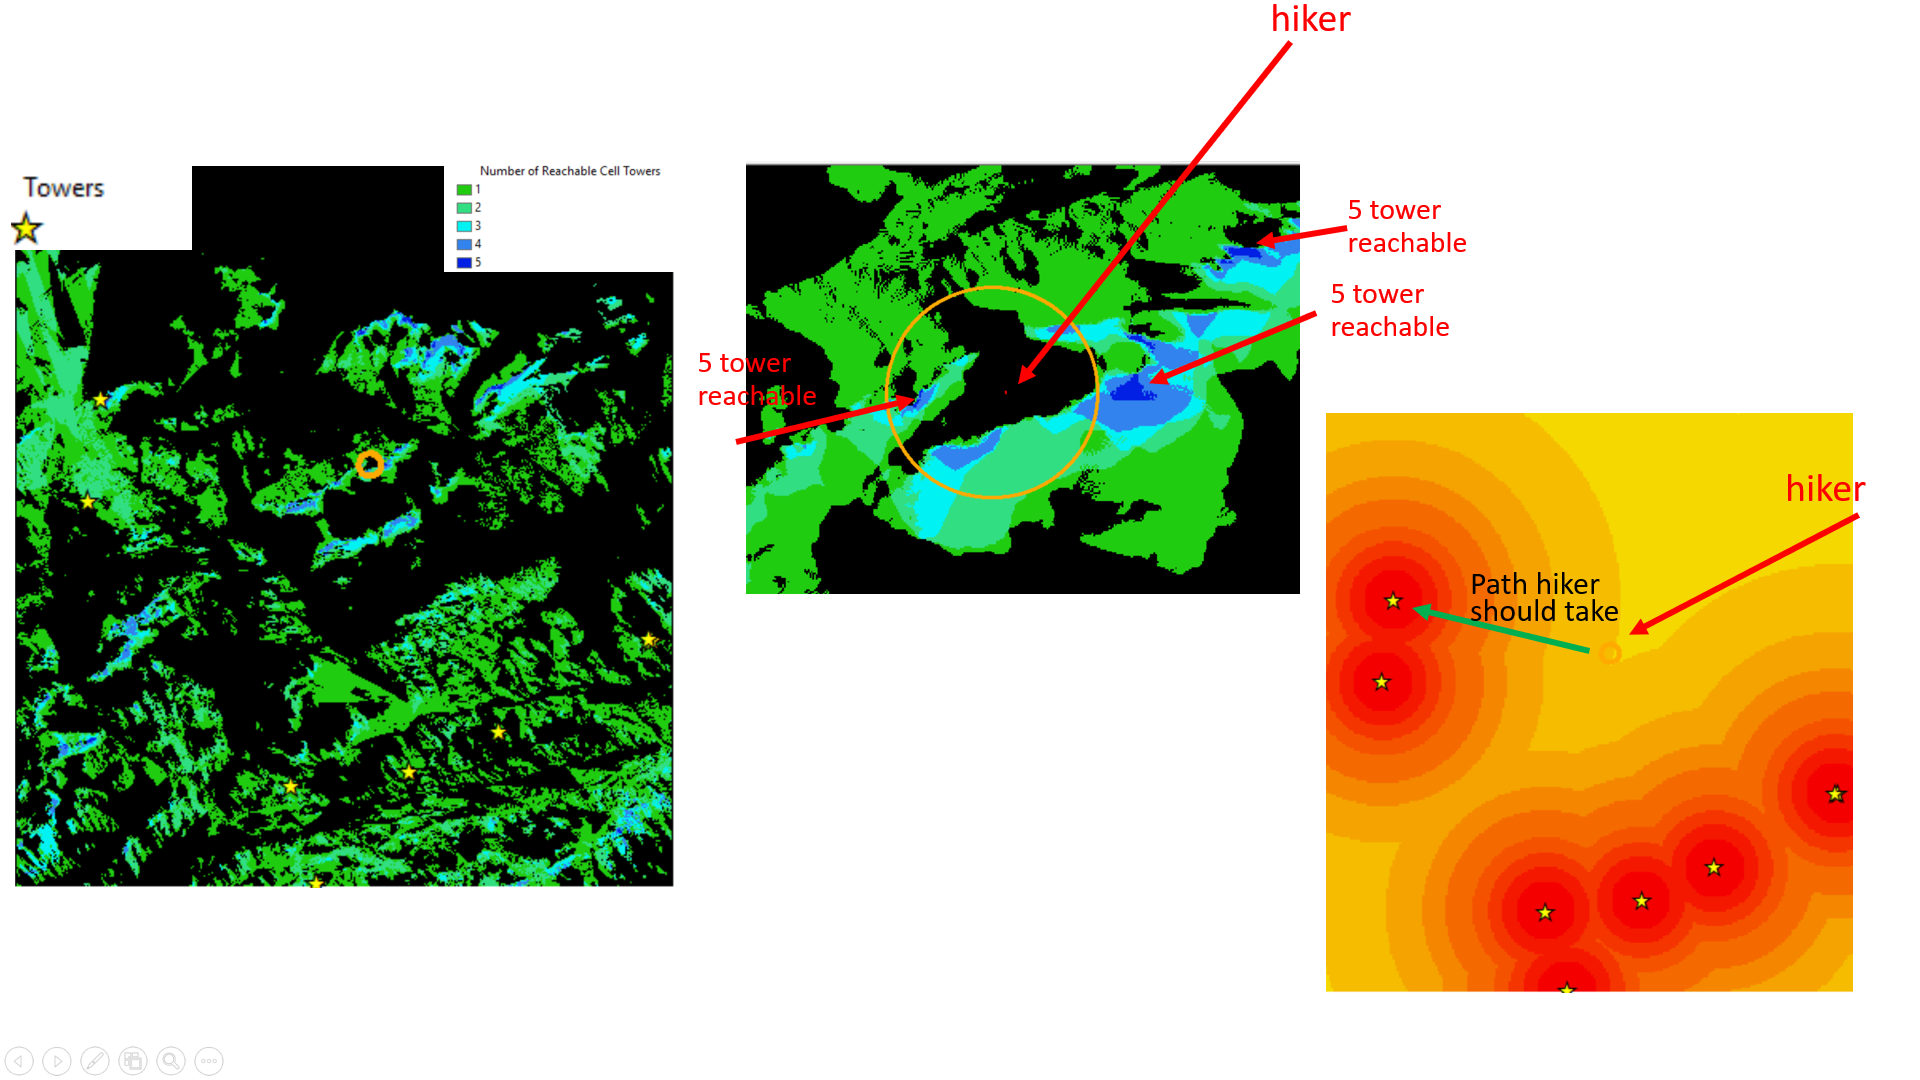 hiker
Towers
Number of Reachable Cell Towers
1
2
3
4
5
5 tower
reachable
5 tower
reachable
5 tower
reachable
hiker
Path hiker
should take